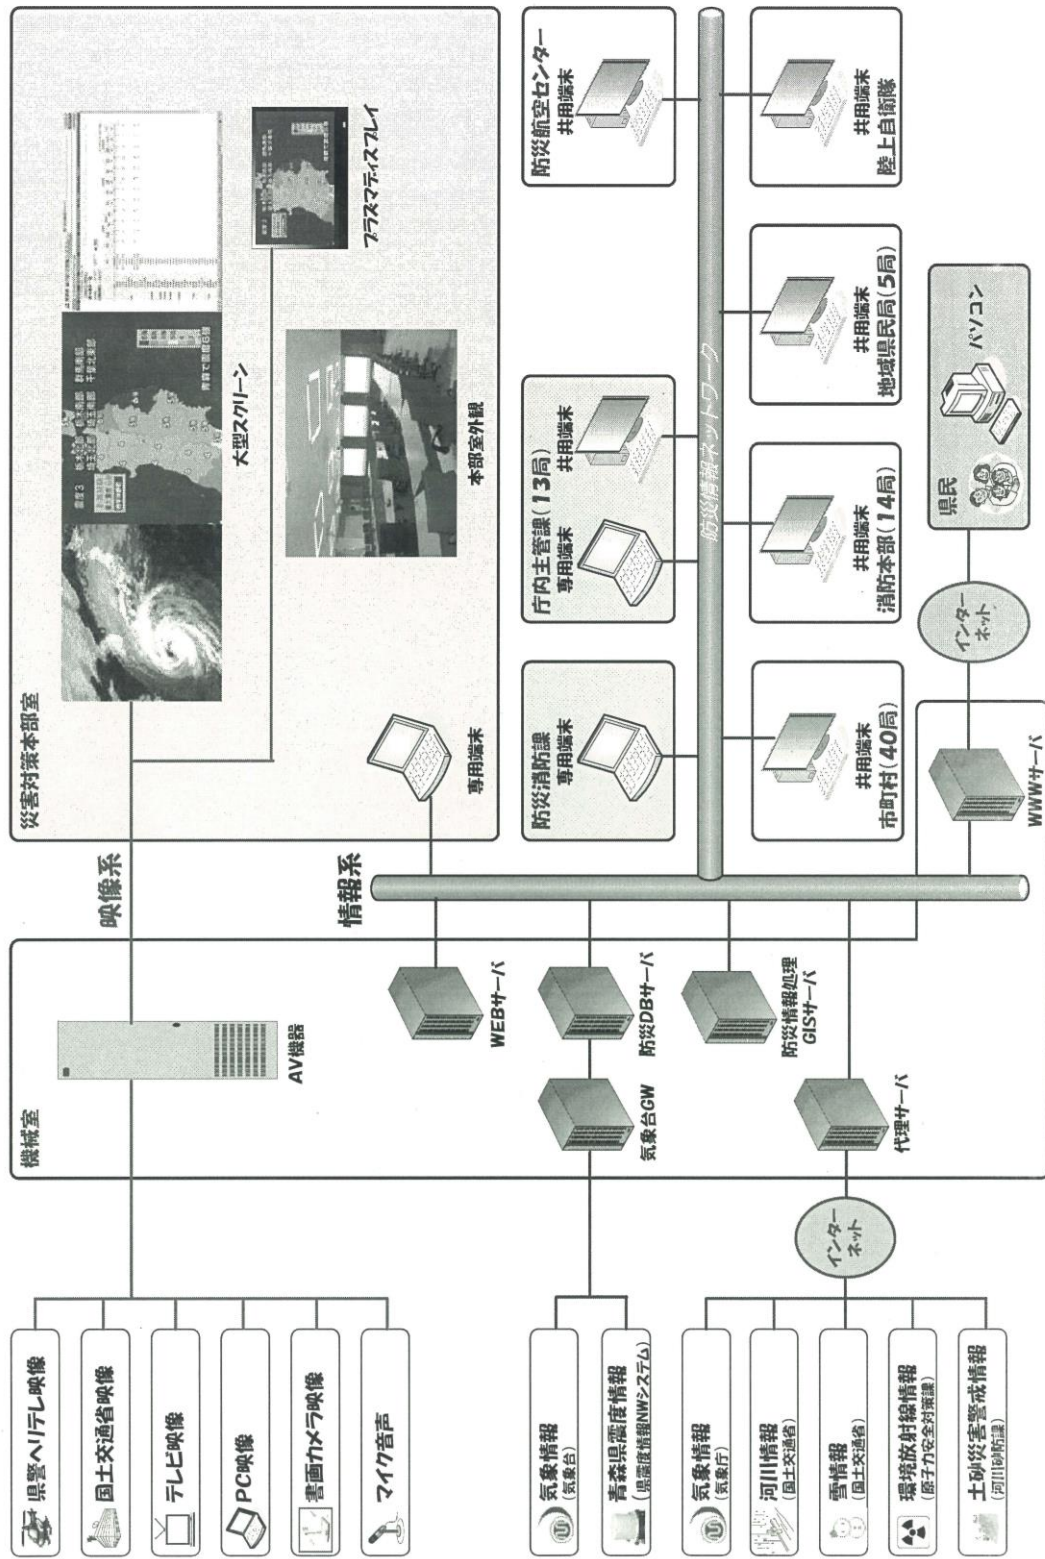 県警ヘリテレ映像
国土交通省映像
テレビ映像
PC映像
書画カメラ映像
マイク音声
気象情報
(気象台)
青森県震度情報
(県震度情報NWシステム)
気象情報
(気象庁)
河川情報
(国土交通省)
雪情報
(国土交通省)
環境放射線情報
(原子力安全対策課)
土砂災害警戒情報
(河川砂防課)
インター
ネット
機械室
AV機器
気象台GW
代理サーバ
WEBサーバ
防災DBサーバ
防災情報処理
GISサーバ
WWWサーバ
映像系
情報系
災害対策本部室
震度3
大型スクリーン
プラズマディスプレイ
本部室外観
専用端末
防災消防課
専用端末
庁内主管課(13局)
専用端末
共用端末
防災航空センター
共用端末
防災情報ネットワーク
共用端末
市町村(40局)
共用端末
消防本部(14局)
共用端末
地域県民局(5局)
共用端末
陸上自衛隊
インター
ネット
県民
パソコン